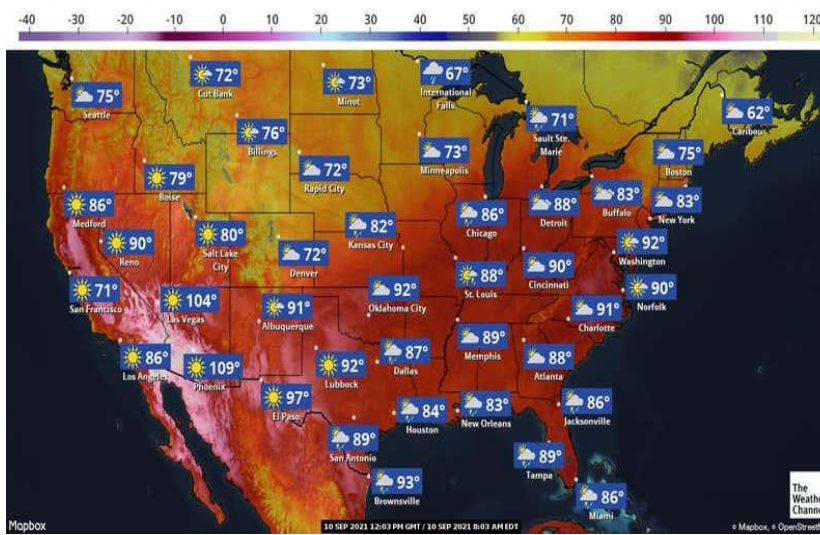 -40 -30 -20 -10 0 10 20 30 40 50 60 70 80 90 100 110 120
72°
Cut Bank
73°
Minot
67°
International
Falls
75°
Seattle
71°
Sault Ste.
Marie
62°
Caribou
76°
Billings
73°
Minneapolis
75°
Boston
72°
Rapid City
79°
Boise
86°
Medford
88°
Detroit
83°
Buffalo
83°
New York
82°
Kansas City
86°
Chicago
90°
Reno
80°
Salt Lake
City
72°
Denver
92°
Washington
88°
St. Louis
90°
Cincinnati
71°
San Francisco
104°
Las Vegas
91°
Albuquerque
92°
Oklahoma City
90°
Norfolk
91°
Charlotte
89°
Memphis
86°
Los Angeles
109°
Phoenix
92°
Lubbock
87°
Dallas
88°
Atlanta
97°
El Paso
84°
Houston
83°
New Orleans
86°
Jacksonville
89°
San Antonio
89°
Tampa
93°
Brownsville
86°
Miami
The
Weathe
Channe
Mapbox
10 SEP 2021 12:03 PM GMT / 10 SEP 2021 8:03 AM EDT
© Mapbox, © OpenStreetM